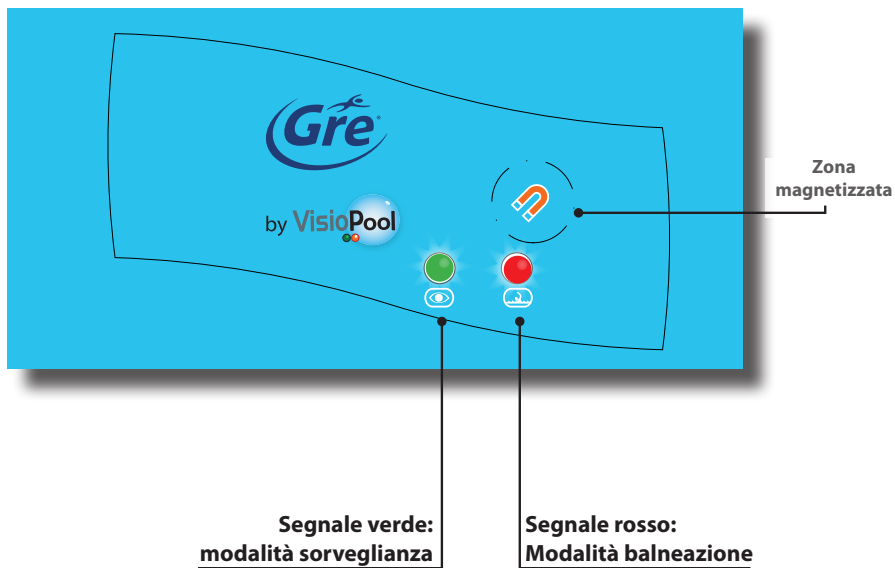 Gre
by VisioPool
Zona
magnetizzata
Segnale verde:
modalità sorveglianza
Segnale rosso:
Modalità balneazione